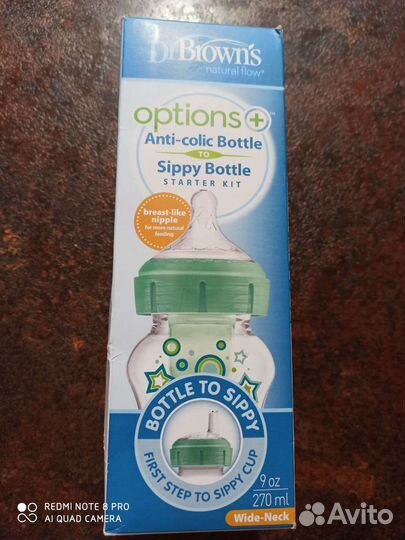 Dr Brown's
natural flow®
options+™
Anti-colic Bottle
TO
Sippy Bottle
STARTER KIT
breast-like
nipple
for more natural
feeding
BOTTLE TO SIPPY
FIRST STEP TO SIPPY CUP
9 oz
270 ml
Wide-Neck
REDMI NOTE 8 PRO
AI QUAD CAMERA
Avito